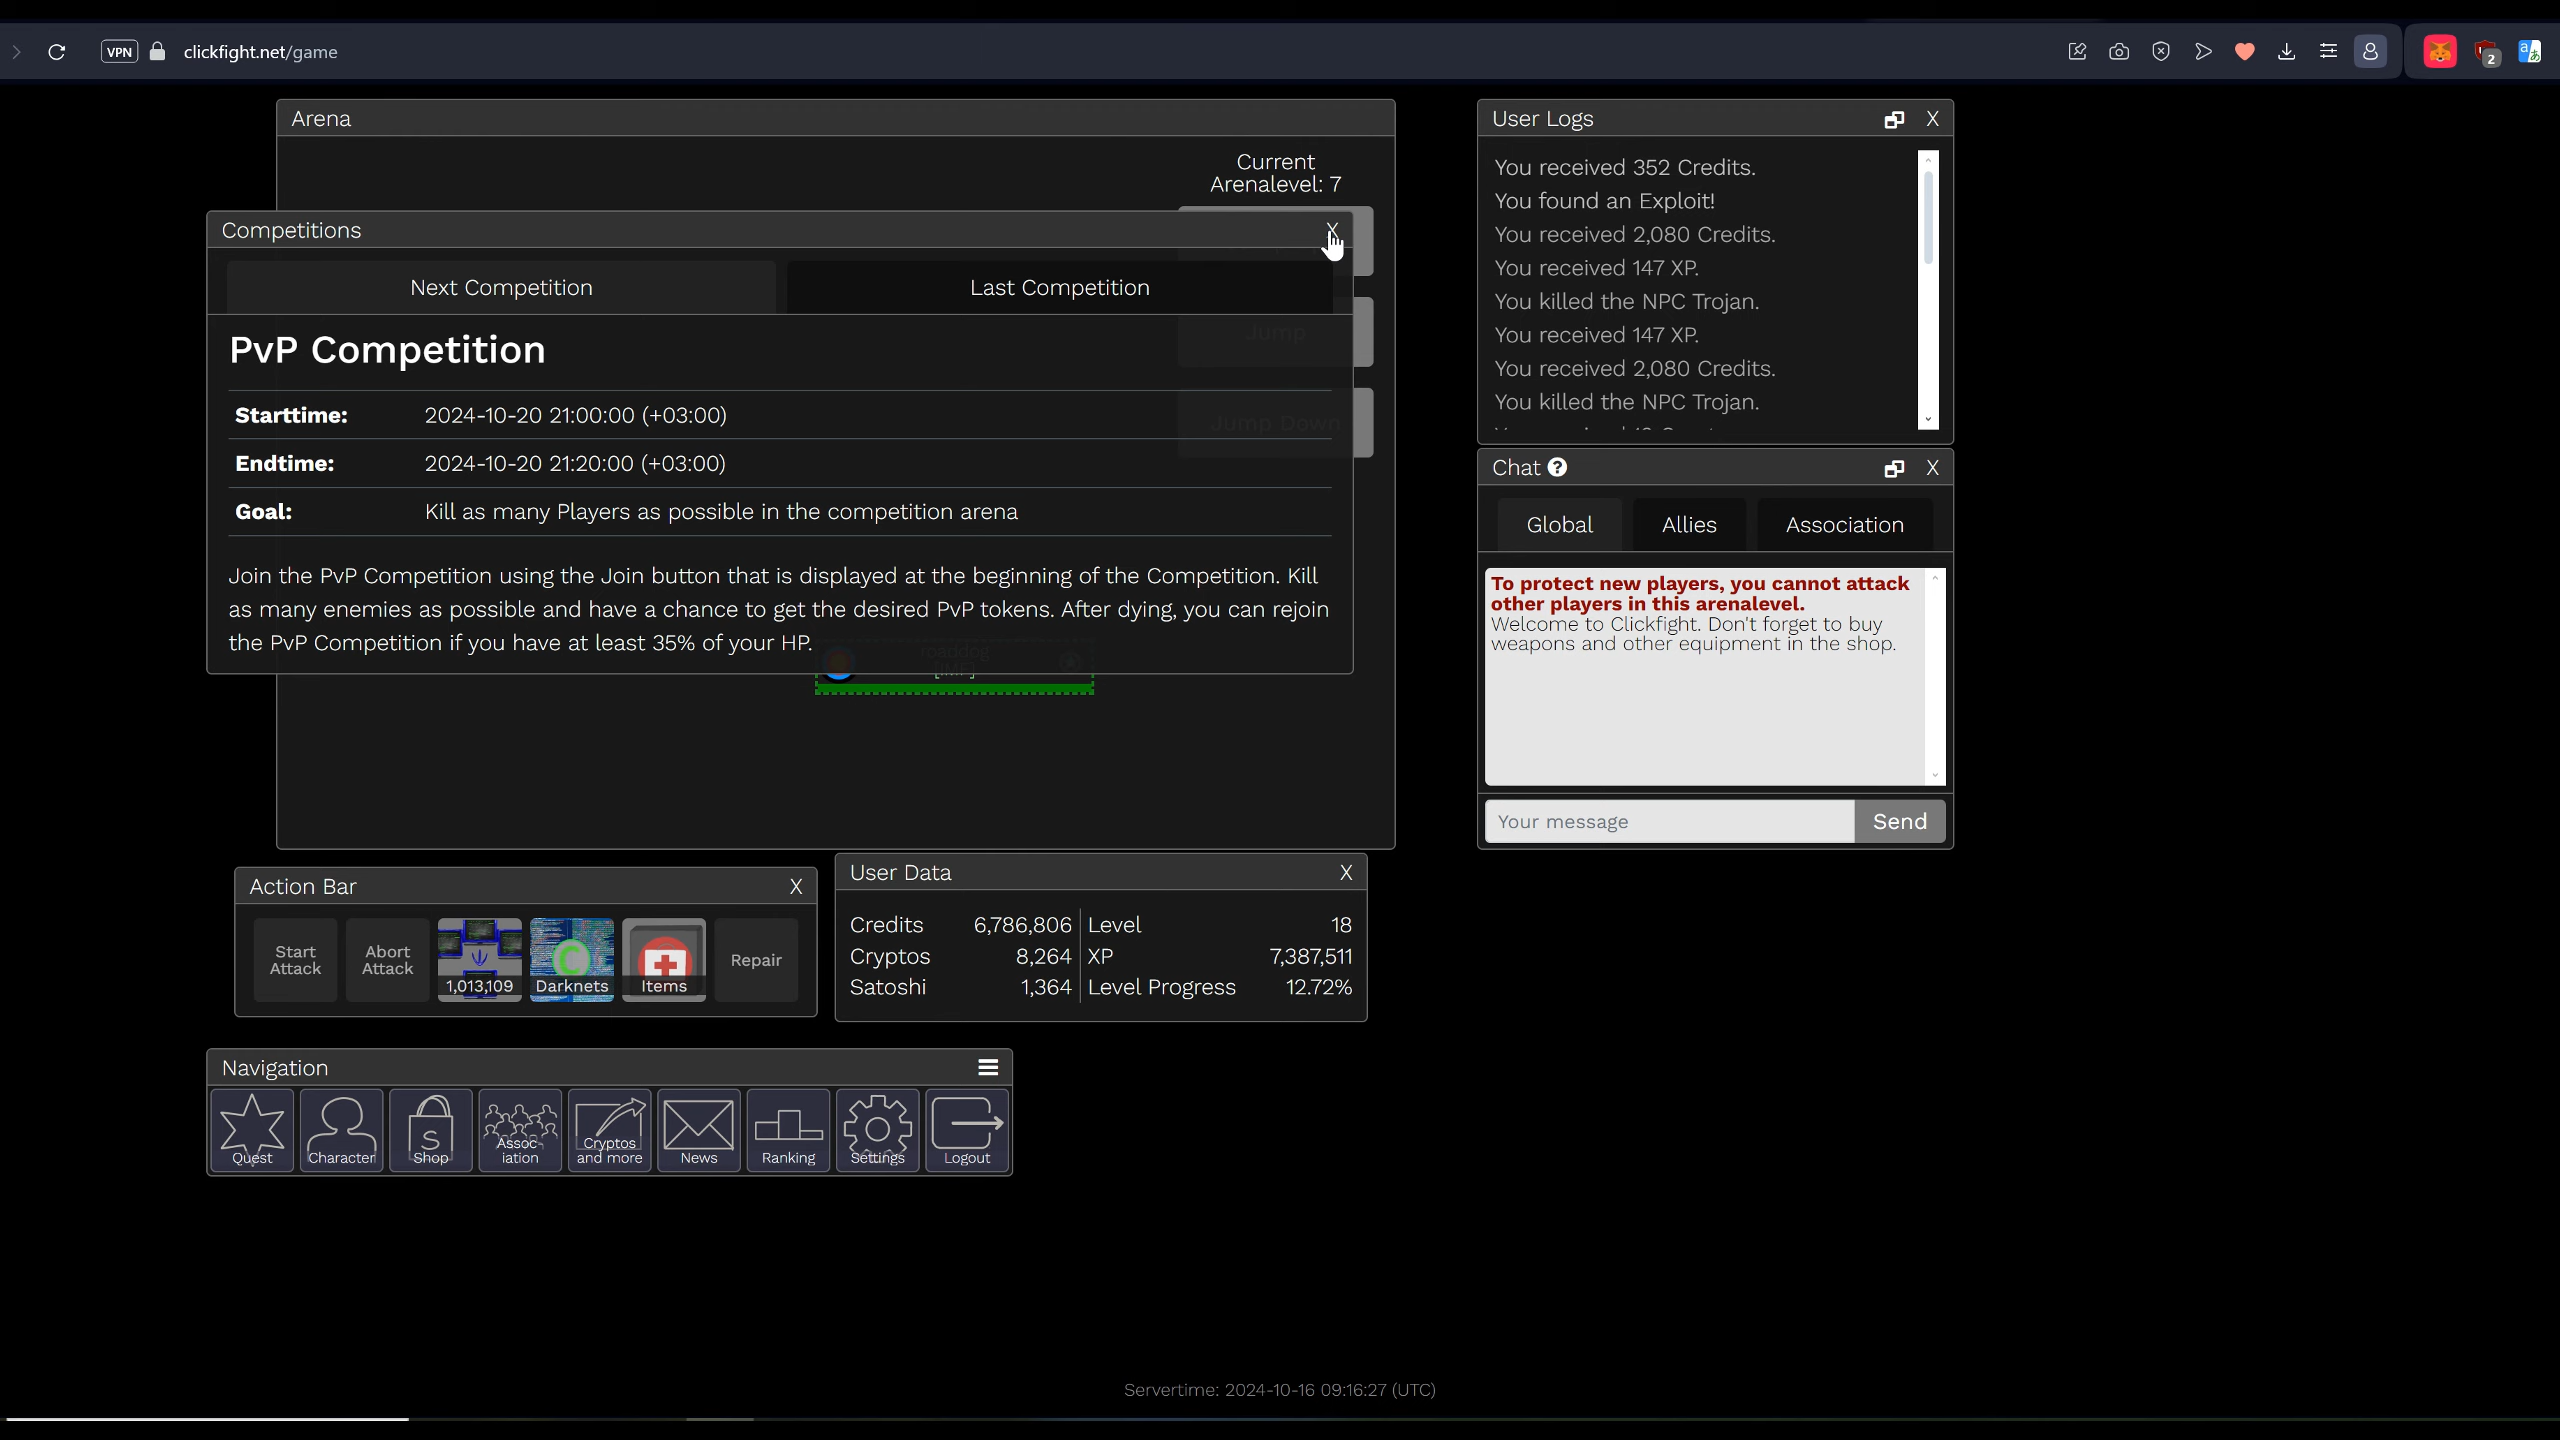 VPN clickfight.net/game
2
Arena
Current
Arenalevel: 7
Competitions
X
Next Competition
Last Competition
Jump
PvP Competition
Starttime: 2024-10-20 21:00:00 (+03:00)
Jump Down
Endtime: 2024-10-20 21:20:00 (+03:00)
Goal: Kill as many Players as possible in the competition arena
Join the PvP Competition using the Join button that is displayed at the beginning of the Competition. Kill
as many enemies as possible and have a chance to get the desired PvP tokens. After dying, you can rejoin
the PvP Competition if you have at least 35% of your HP.
roaddog
User Logs X
You received 352 Credits.
You found an Exploit!
You received 2,080 Credits.
You received 147 XP.
You killed the NPC Trojan.
You received 147 XP.
You received 2,080 Credits.
You killed the NPC Trojan.
Chat ? X
Global Allies Association
To protect new players, you cannot attack
other players in this arenalevel.
Welcome to Clickfight. Don't forget to buy
weapons and other equipment in the shop.
Your message
Send
Action Bar X
Start
Attack
Abort
Attack
1,013,109
Darknets
Items
Repair
User Data X
Credits 6,786,806 Level 18
Cryptos 8,264 XP 7,387,511
Satoshi 1,364 Level Progress 12.72%
Navigation
Quest
Character
Shop
Assoc-
iation
Cryptos
and more
News
Ranking
Settings
Logout
Servertime: 2024-10-16 09:16:27 (UTC)